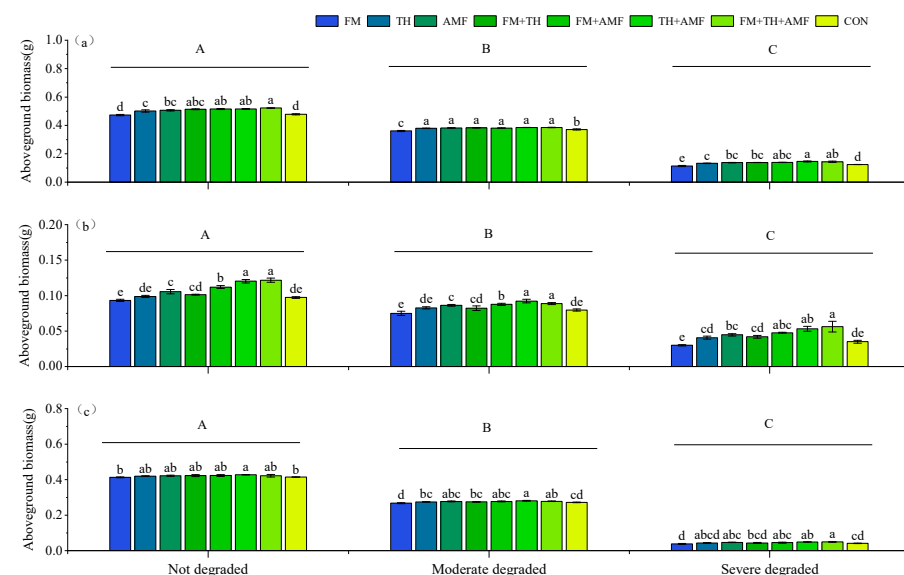 FM TH AMF FM+TH FM+AMF TH+AMF FM+TH+AMF CON
（a）
Aboveground biomass(g)
1.0
0.8
0.6
0.4
0.2
0.0
A B C
d c bc abc ab ab a d
c a a a a a a b
e c bc bc abc a ab d
（b）
Aboveground biomass(g)
0.20
0.15
0.10
0.05
0.00
A B C
e de c cd b a a de
e de c cd b a a de
e cd bc cd abc ab a de
（c）
Aboveground biomass(g)
0.8
0.6
0.4
0.2
0.0
A B C
b ab ab ab ab a ab b
d bc abc abc abc a ab cd
d abcd abc bcd abc ab a cd
Not degraded Moderate degraded Severe degraded